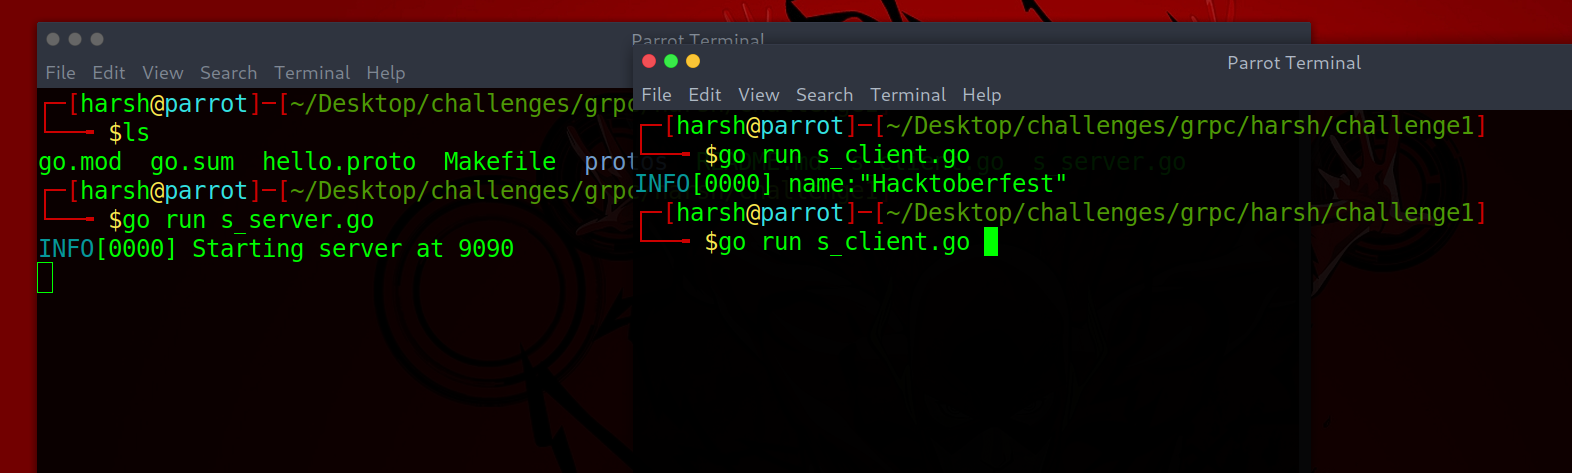 Parrot Terminal
File Edit View Search Terminal Help
┌─[harsh@parrot]─[~/Desktop/challenges/grpc
└──╼ $ls
go.mod go.sum hello.proto Makefile protos s_server.go
┌─[harsh@parrot]─[~/Desktop/challenges/grpc
└──╼ $go run s_server.go
INFO[0000] Starting server at 9090
Parrot Terminal
File Edit View Search Terminal Help
┌─[harsh@parrot]─[~/Desktop/challenges/grpc/harsh/challenge1]
└──╼ $go run s_client.go
INFO[0000] name:"Hacktoberfest"
┌─[harsh@parrot]─[~/Desktop/challenges/grpc/harsh/challenge1]
└──╼ $go run s_client.go